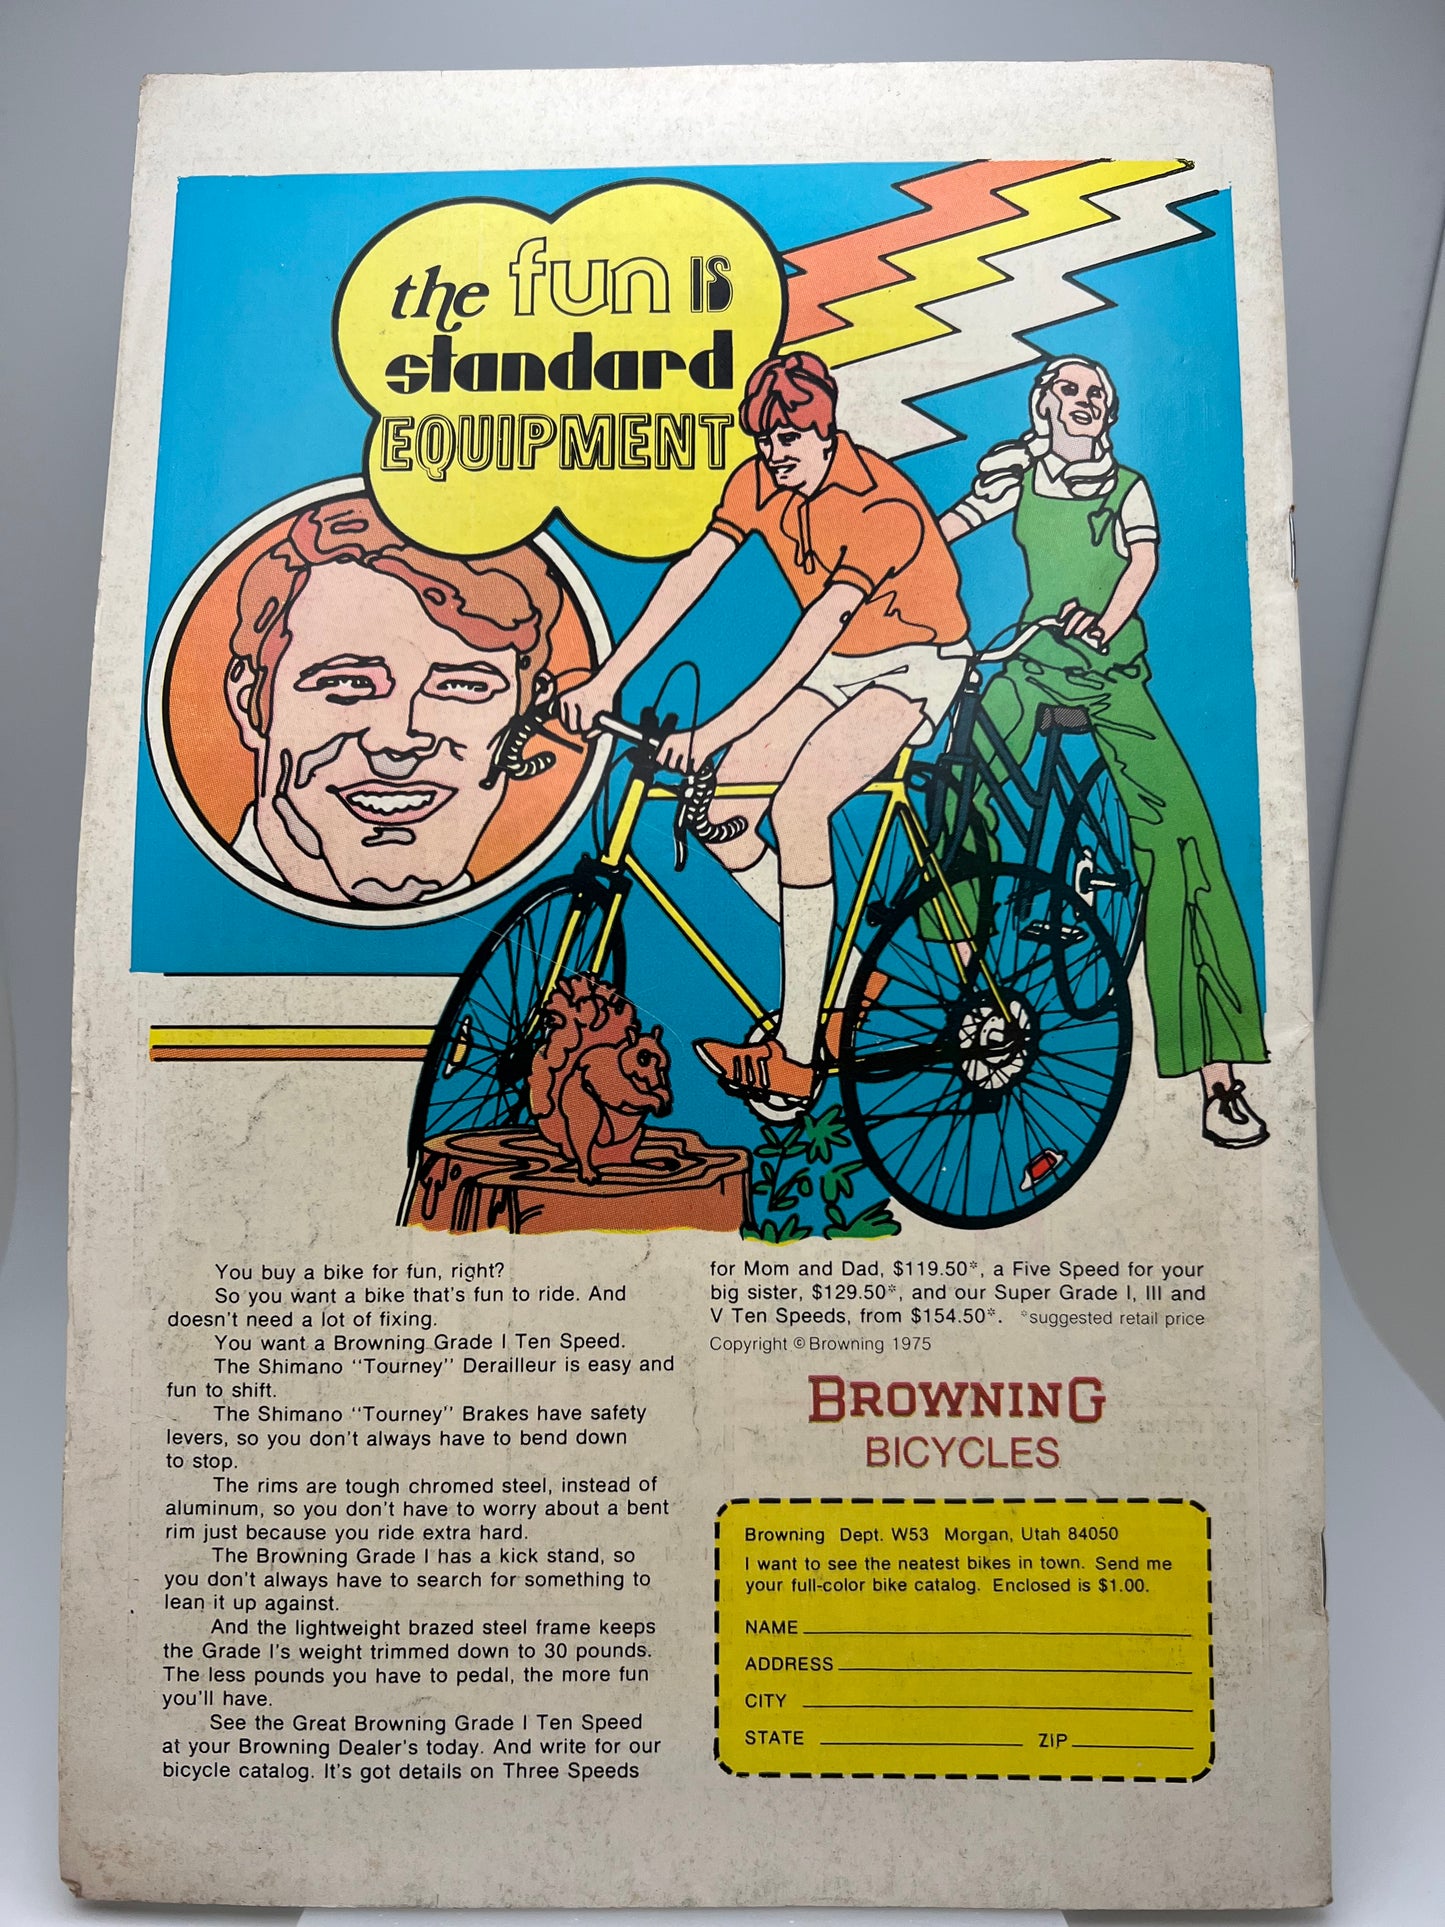 the fun IS
standard
EQUIPMENT
You buy a bike for fun, right?
So you want a bike that's fun to ride. And
doesn't need a lot of fixing.
You want a Browning Grade I Ten Speed.
The Shimano "Tourney" Derailleur is easy and
fun to shift.
The Shimano "Tourney" Brakes have safety
levers, so you don't always have to bend down
to stop.
The rims are tough chromed steel, instead of
aluminum, so you don't have to worry about a bent
rim just because you ride extra hard.
The Browning Grade I has a kick stand, so
you don't always have to search for something to
lean it up against.
And the lightweight brazed steel frame keeps
the Grade I's weight trimmed down to 30 pounds.
The less pounds you have to pedal, the more fun
you'll have.
See the Great Browning Grade I Ten Speed
at your Browning Dealer's today. And write for our
bicycle catalog. It's got details on Three Speeds
for Mom and Dad, $119.50*, a Five Speed for your
big sister, $129.50*, and our Super Grade I, III and
V Ten Speeds, from $154.50*. *suggested retail price
Copyright © Browning 1975
BROWNING
BICYCLES
Browning Dept. W53 Morgan, Utah 84050
I want to see the neatest bikes in town. Send me
your full-color bike catalog. Enclosed is $1.00.
NAME
ADDRESS
CITY
STATE ZIP